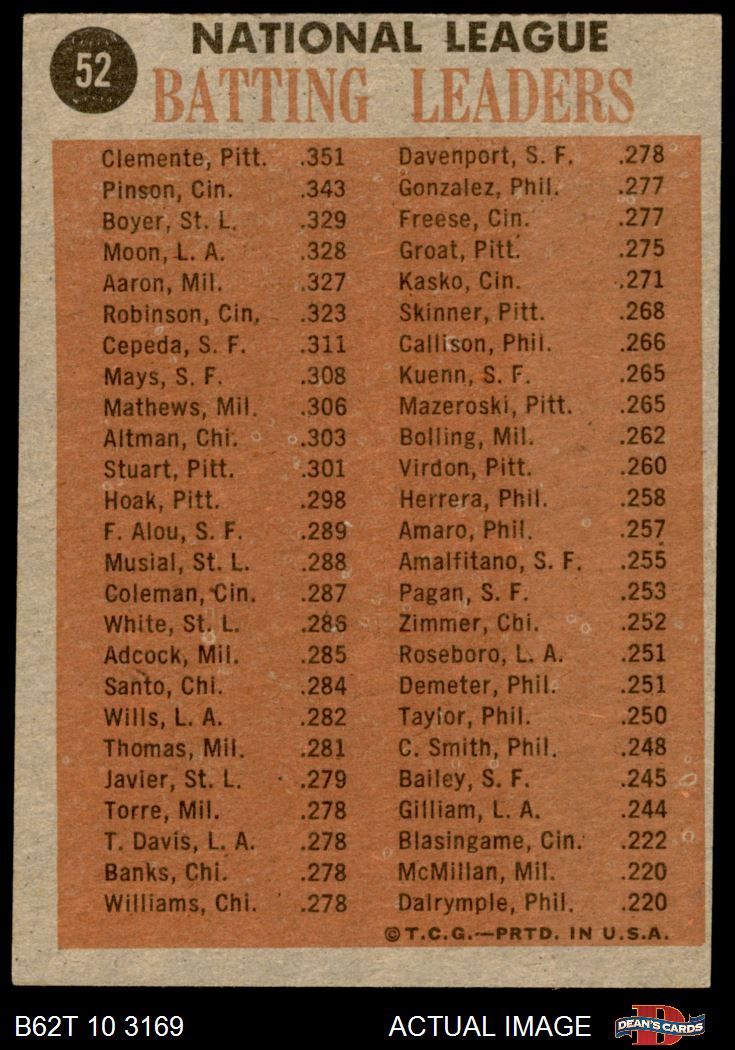 52
NATIONAL LEAGUE
BATTING LEADERS
Clemente, Pitt. .351
Pinson, Cin. .343
Boyer, St. L. .329
Moon, L. A. .328
Aaron, Mil. .327
Robinson, Cin. .323
Cepeda, S. F. .311
Mays, S. F. .308
Mathews, Mil. .306
Altman, Chi. .303
Stuart, Pitt. .301
Hoak, Pitt. .298
F. Alou, S. F. .289
Musial, St. L. .288
Coleman, Cin. .287
White, St. L. .286
Adcock, Mil. .285
Santo, Chi. .284
Wills, L. A. .282
Thomas, Mil. .281
Javier, St. L. .279
Torre, Mil. .278
T. Davis, L. A. .278
Banks, Chi. .278
Williams, Chi. .278
Davenport, S. F. .278
Gonzalez, Phil. .277
Freese, Cin. .277
Groat, Pitt. .275
Kasko, Cin. .271
Skinner, Pitt. .268
Callison, Phil. .266
Kuenn, S. F. .265
Mazeroski, Pitt. .265
Bolling, Mil. .262
Virdon, Pitt. .260
Herrera, Phil. .258
Amaro, Phil. .257
Amalfitano, S. F. .255
Pagan, S. F. .253
Zimmer, Chi. .252
Roseboro, L. A. .251
Demeter, Phil. .251
Taylor, Phil. .250
C. Smith, Phil. .248
Bailey, S. F. .245
Gilliam, L. A. .244
Blasingame, Cin. .222
McMillan, Mil. .220
Dalrymple, Phil. .220
©T.C.G.—PRTD. IN U.S.A.
B62T 10 3169 ACTUAL IMAGE
DEAN'S CARDS